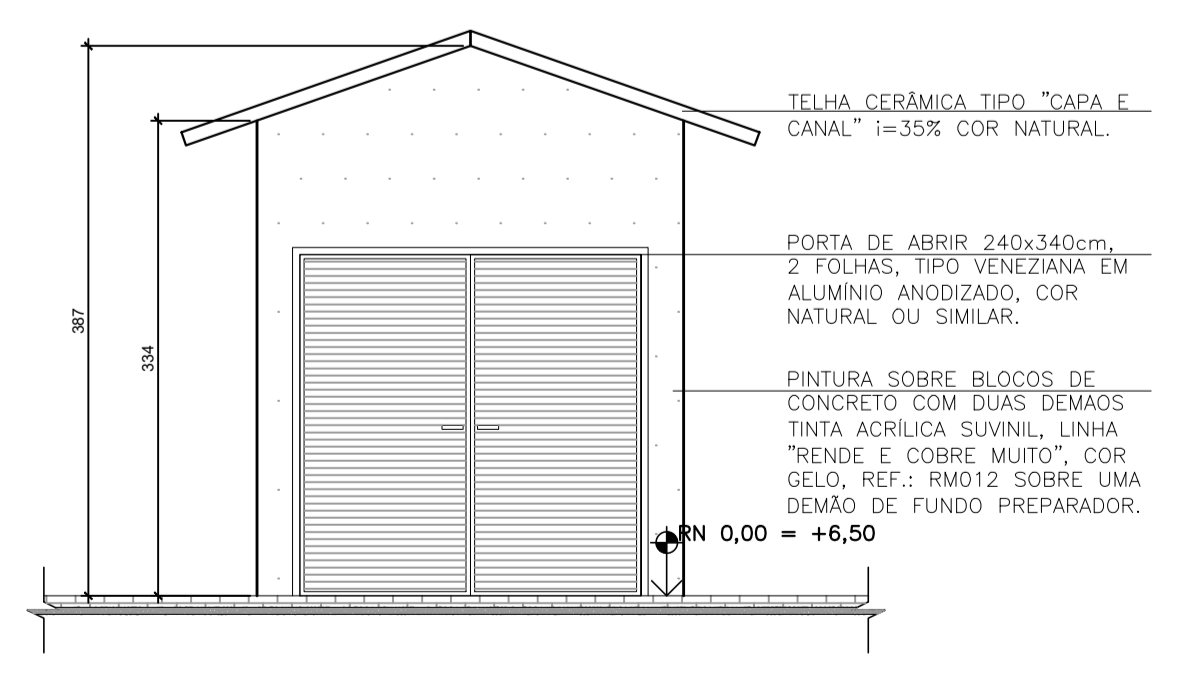 TELHA CERÂMICA TIPO "CAPA E
CANAL" i=35% COR NATURAL.
PORTA DE ABRIR 240x340cm,
2 FOLHAS, TIPO VENEZIANA EM
ALUMÍNIO ANODIZADO, COR
NATURAL OU SIMILAR.
387
334
PINTURA SOBRE BLOCOS DE
CONCRETO COM DUAS DEMAOS
TINTA ACRÍLICA SUVINIL, LINHA
"RENDE E COBRE MUITO", COR
GELO, REF.: RM012 SOBRE UMA
DEMÃO DE FUNDO PREPARADOR.
RN 0,00 = +6,50